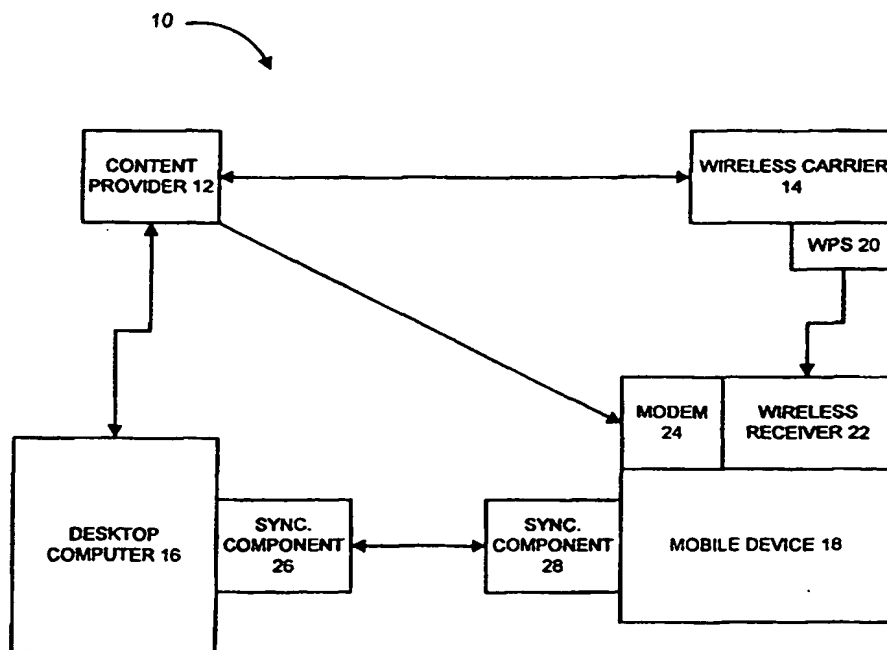 10
CONTENT
PROVIDER 12
WIRELESS CARRIER
14
WPS 20
MODEM
24
WIRELESS
RECEIVER 22
DESKTOP
COMPUTER 16
SYNC.
COMPONENT
26
SYNC.
COMPONENT
28
MOBILE DEVICE 18